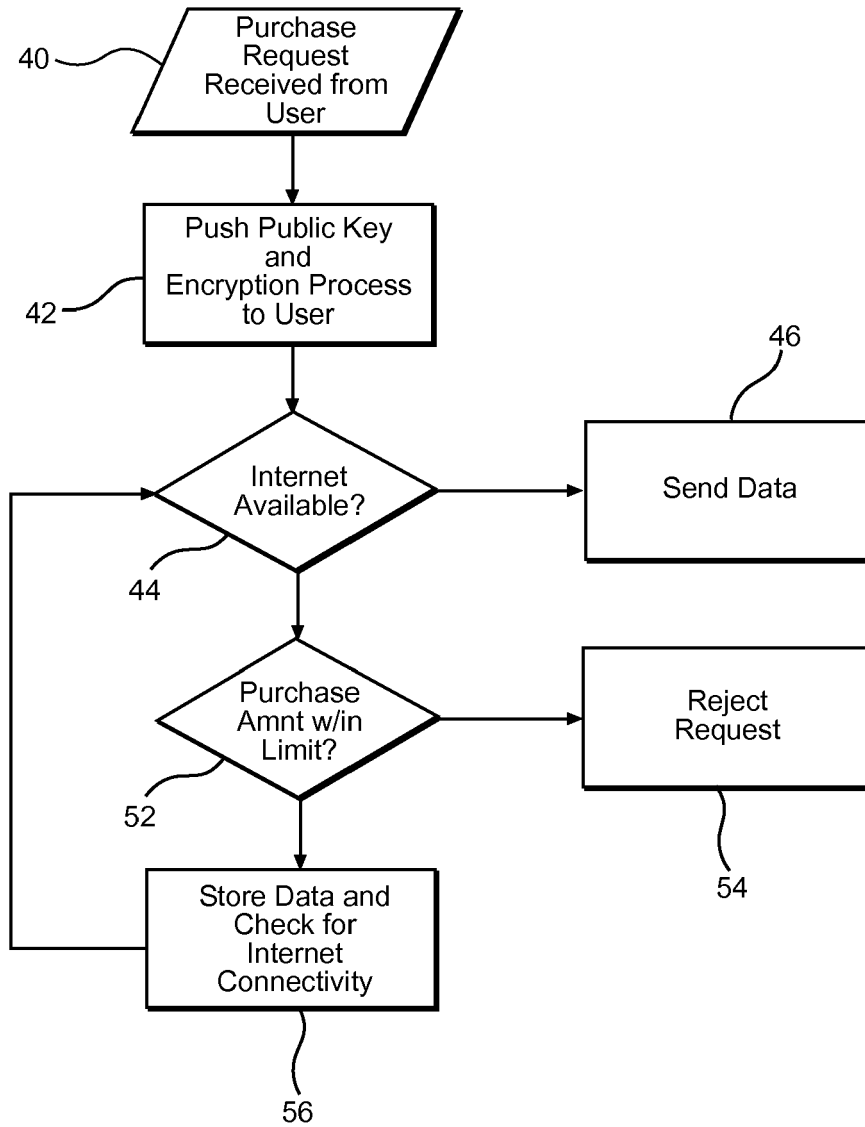 Purchase
Request
Received from
User
40
Push Public Key
and
Encryption Process
to User
42
46
Internet
Available?
Send Data
44
Purchase
Amnt w/in
Limit?
Reject
Request
52
54
Store Data and
Check for
Internet
Connectivity
56